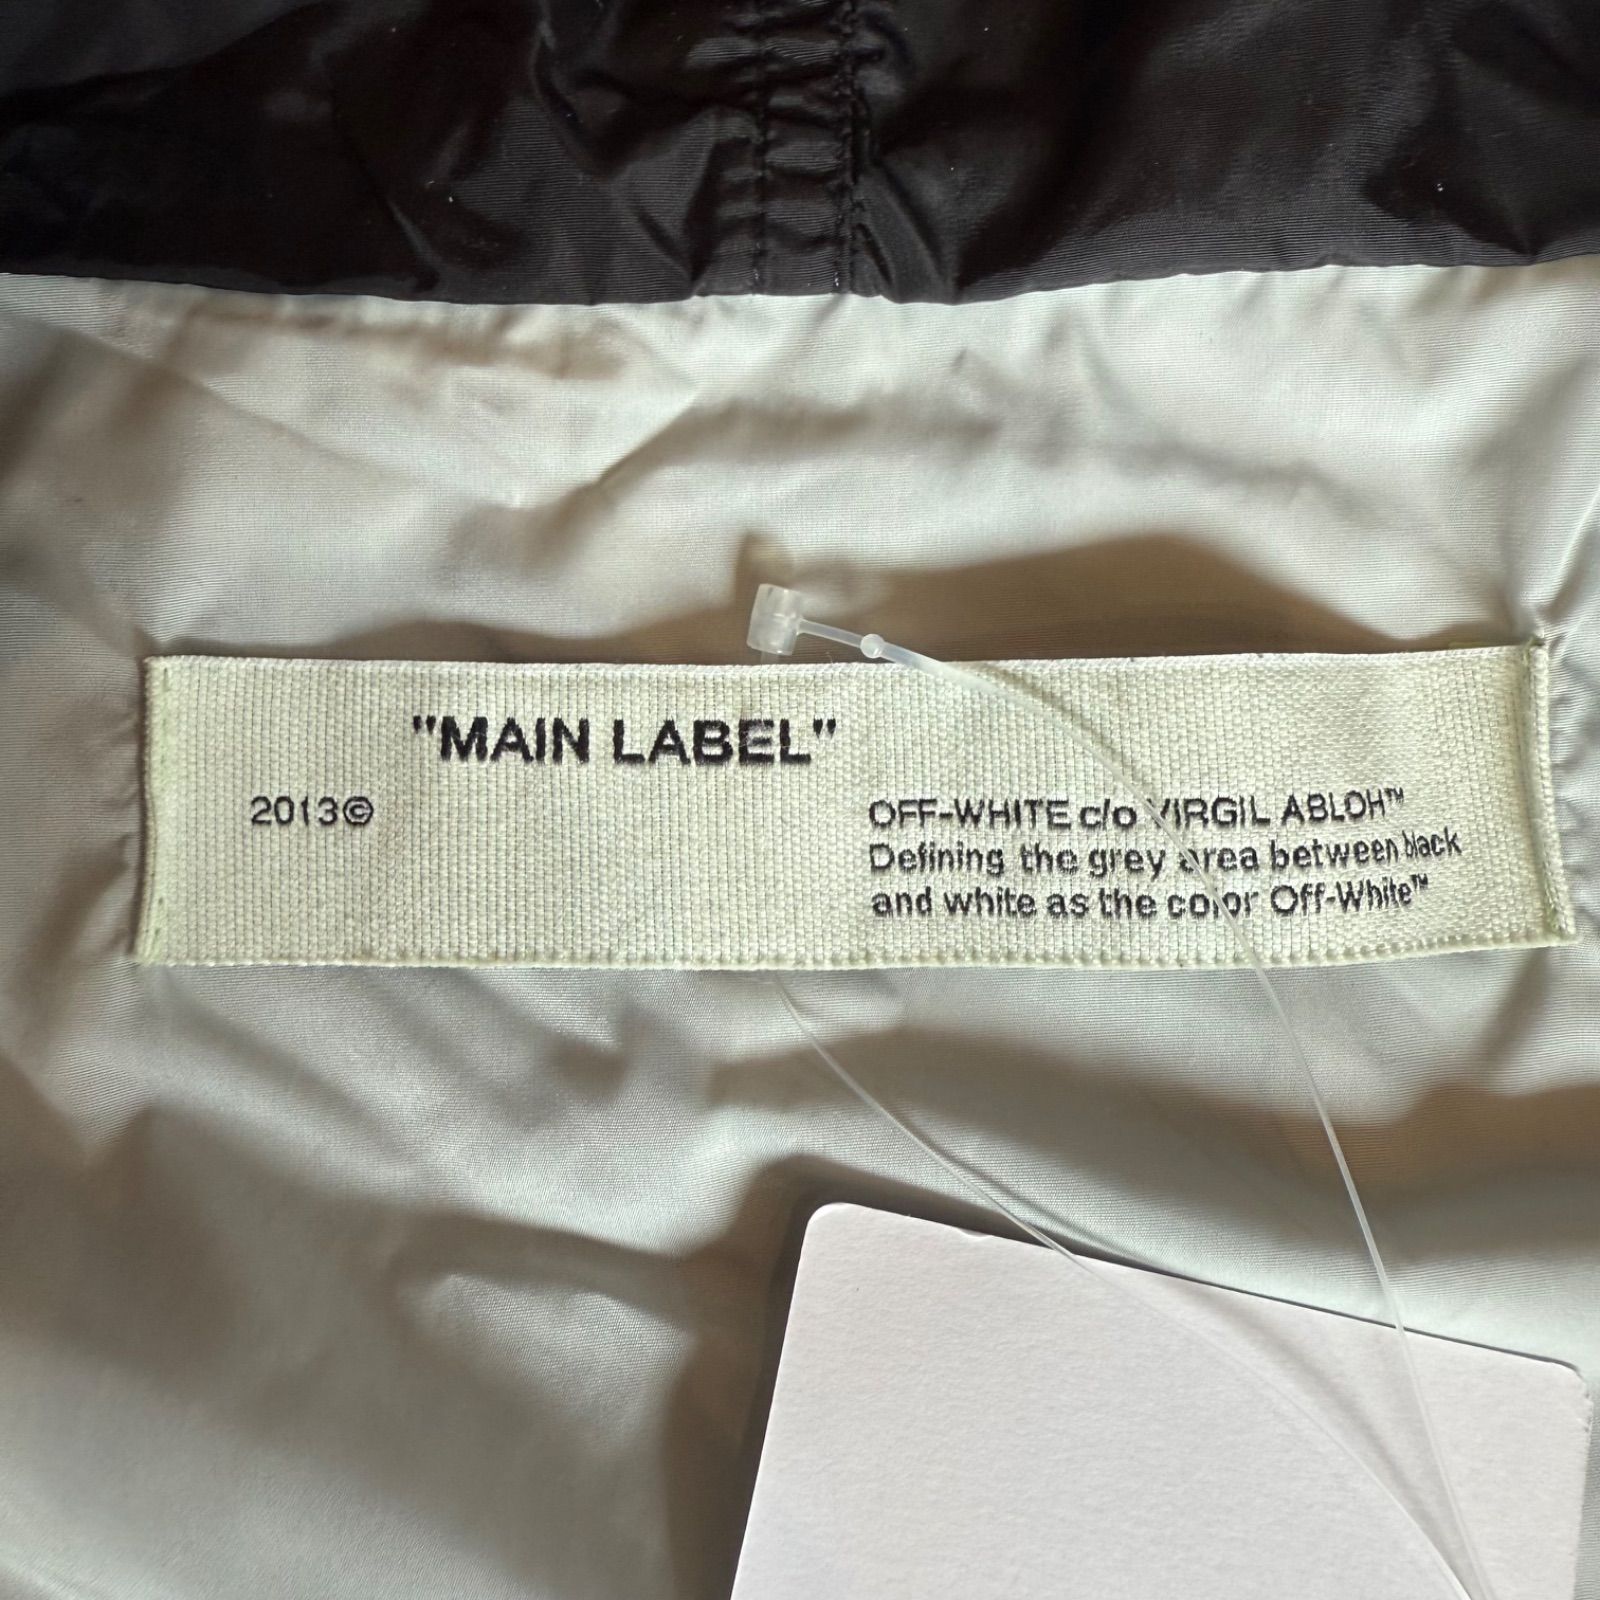 "MAIN LABEL"
2013©
OFF-WHITE c/o VIRGIL ABLOH™
Defining the grey area between black
and white as the color Off-White™